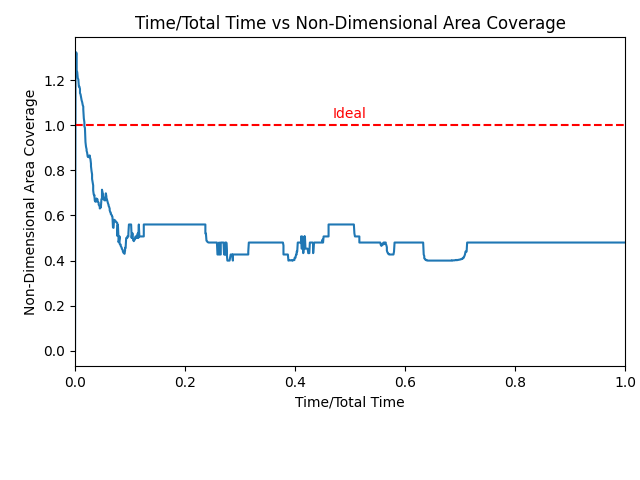 Time/Total Time vs Non-Dimensional Area Coverage
Non-Dimensional Area Coverage
1.2
1.0
0.8
0.6
0.4
0.2
0.0
Ideal
0.0 0.2 0.4 0.6 0.8 1.0
Time/Total Time